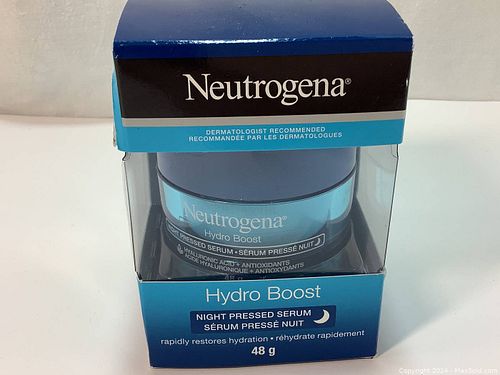 Neutrogena®
DERMATOLOGIST RECOMMENDED
RECOMMANDÉE PAR LES DERMATOLOGUES
Neutrogena®
Hydro Boost
NIGHT PRESSED SERUM • SÉRUM PRESSÉ NUIT
HYALURONIC ACID + ANTIOXIDANTS
ACIDE HYALURONIQUE + ANTIOXYDANTS
48 g
Hydro Boost
NIGHT PRESSED SERUM
SÉRUM PRESSÉ NUIT
rapidly restores hydration • réhydrate rapidement
48 g
Copyright 2024 - MaxSold.com